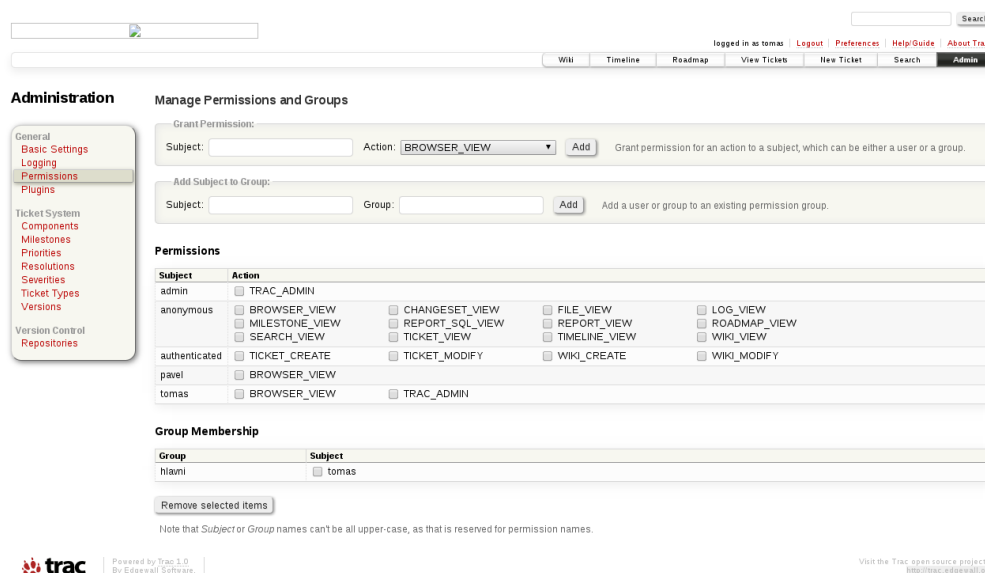 Search
logged in as tomas Logout Preferences Help/Guide About Trac
Wiki Timeline Roadmap View Tickets New Ticket Search Admin
Administration
General
Basic Settings
Logging
Permissions
Plugins
Ticket System
Components
Milestones
Priorities
Resolutions
Severities
Ticket Types
Versions
Version Control
Repositories
Manage Permissions and Groups
Grant Permission:
Subject: Action: BROWSER_VIEW Add Grant permission for an action to a subject, which can be either a user or a group.
Add Subject to Group:
Subject: Group: Add Add a user or group to an existing permission group.
Permissions
Subject Action
admin TRAC_ADMIN
anonymous BROWSER_VIEW CHANGESET_VIEW FILE_VIEW LOG_VIEW
MILESTONE_VIEW REPORT_SQL_VIEW REPORT_VIEW ROADMAP_VIEW
SEARCH_VIEW TICKET_VIEW TIMELINE_VIEW WIKI_VIEW
authenticated TICKET_CREATE TICKET_MODIFY WIKI_CREATE WIKI_MODIFY
pavel BROWSER_VIEW
tomas BROWSER_VIEW TRAC_ADMIN
Group Membership
Group Subject
hlavni tomas
Remove selected items
Note that Subject or Group names can't be all upper-case, as that is reserved for permission names.
trac
Powered by Trac 1.0
By Edgewall Software.
Visit the Trac open source project
http://trac.edgewall.